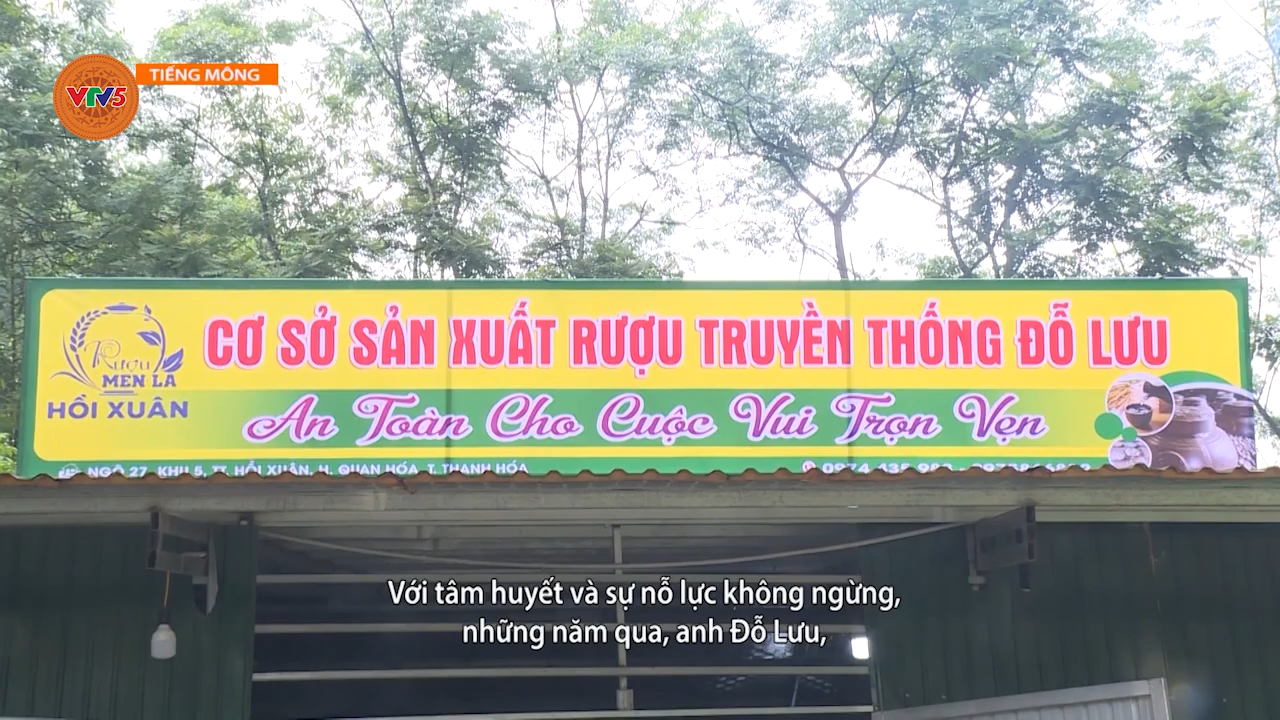 TIẾNG MÔNG
VTV5
CƠ SỞ SẢN XUẤT RƯỢU TRUYỀN THỐNG ĐỖ LƯU
Rượu
MEN LÁ
HỒI XUÂN
An Toàn Cho Cuộc Vui Trọn Vẹn
NGÕ 27 KHU 5, TT. HỒI XUÂN, H. QUAN HÓA, T. THANH HÓA
Với tâm huyết và sự nỗ lực không ngừng,
những năm qua, anh Đỗ Lưu,